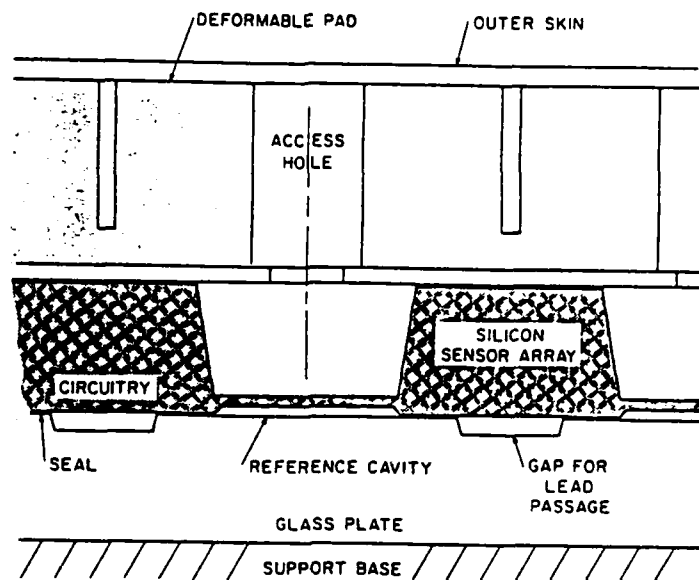 DEFORMABLE PAD
OUTER SKIN
ACCESS
HOLE
SILICON
SENSOR ARRAY
CIRCUITRY
SEAL
REFERENCE CAVITY
GAP FOR
LEAD
PASSAGE
GLASS PLATE
SUPPORT BASE